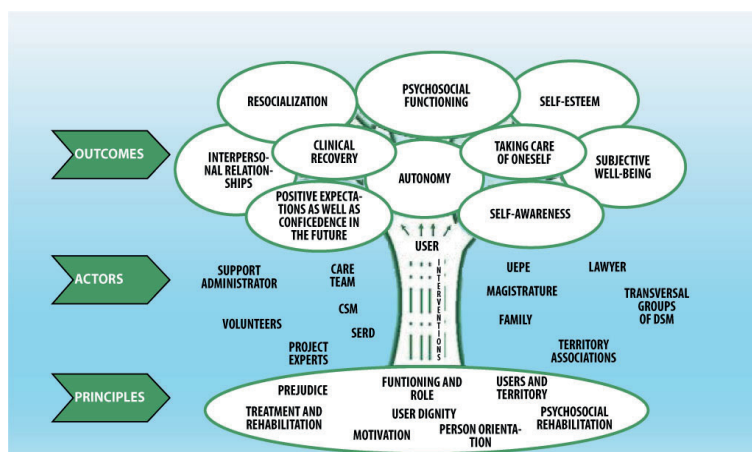 PSYCHOSOCIAL
FUNCTIONING
RESOCIALIZATION
SELF-ESTEEM
OUTCOMES
CLINICAL
RECOVERY
TAKING CARE
OF ONESELF
INTERPERSO-
NAL RELATION-
SHIPS
AUTONOMY
SUBJECTIVE
WELL-BEING
POSITIVE EXPECTA-
TIONS AS WELL AS
CONFICEDENCE IN
THE FUTURE
SELF-AWARENESS
USER
INTERVENTIONS
ACTORS
SUPPORT
ADMINISTRATOR
CARE
TEAM
CSM
VOLUNTEERS
SERD
PROJECT
EXPERTS
UEPE
LAWYER
MAGISTRATURE
TRANSVERSAL
GROUPS
OF DSM
FAMILY
TERRITORY
ASSOCIATIONS
PRINCIPLES
PREJUDICE
FUNTIONING AND
ROLE
USERS AND
TERRITORY
TREATMENT AND
REHABILITATION
USER DIGNITY
PSYCHOSOCIAL
REHABILITATION
MOTIVATION
PERSON ORIENTA-
TION